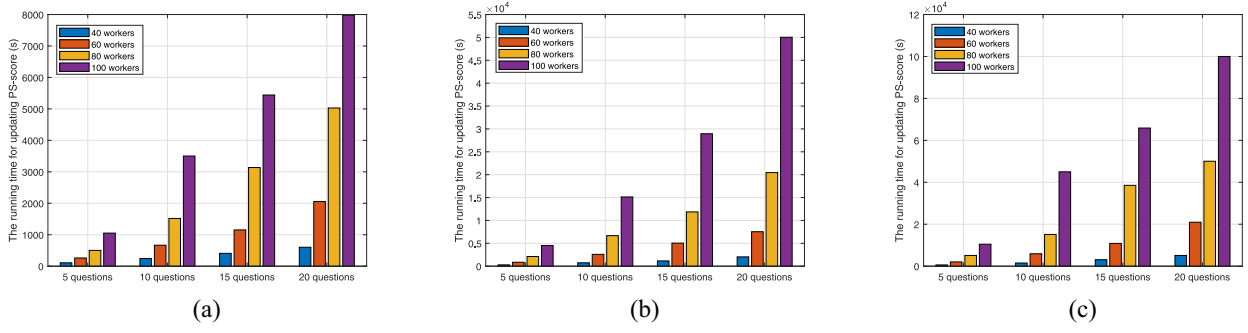 8000
7000
6000
5000
4000
3000
2000
1000
0
The running time for updating PS-score (s)
40 workers
60 workers
80 workers
100 workers
5 questions
10 questions
15 questions
20 questions
(a)
×10⁴
5.5
5
4.5
4
3.5
3
2.5
2
1.5
1
0.5
0
The running time for updating PS-score (s)
40 workers
60 workers
80 workers
100 workers
5 questions
10 questions
15 questions
20 questions
(b)
×10⁴
12
10
8
6
4
2
0
The running time for updating PS-score (s)
40 workers
60 workers
80 workers
100 workers
5 questions
10 questions
15 questions
20 questions
(c)